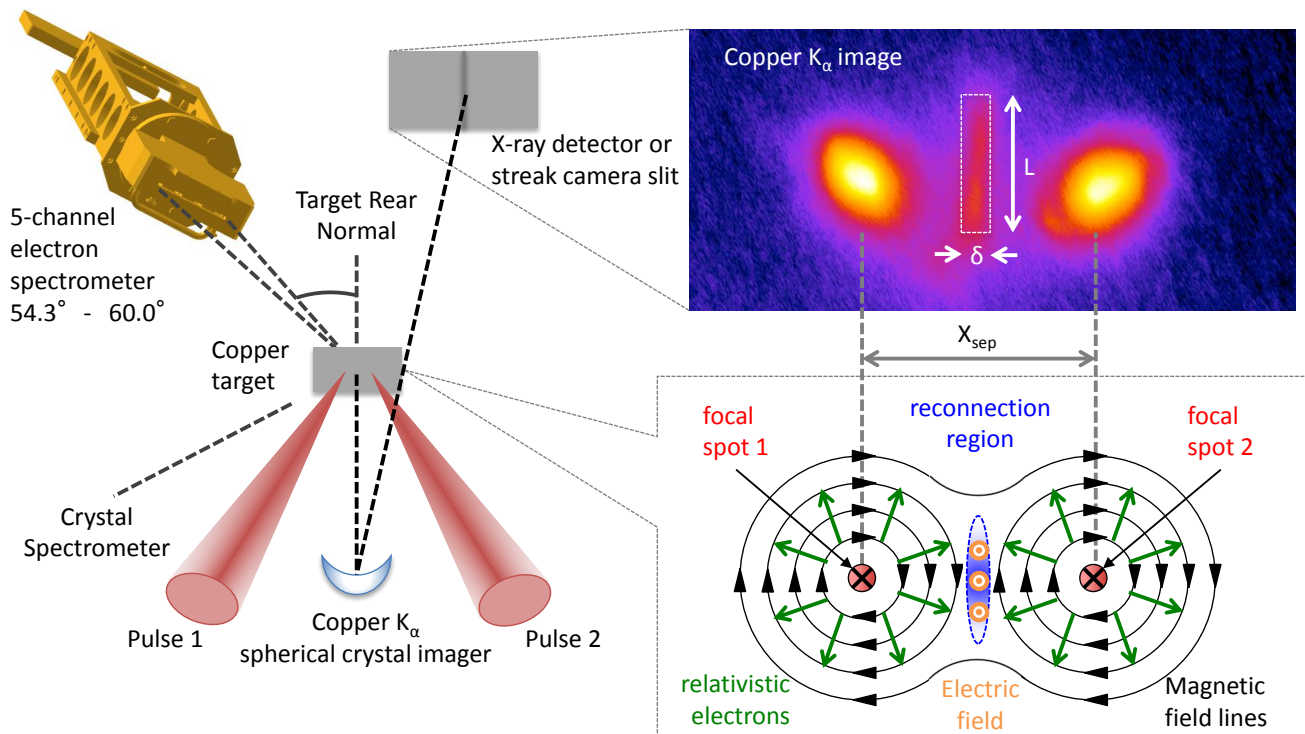 5-channel
electron
spectrometer
54.3° - 60.0°
Target Rear
Normal
X-ray detector or
streak camera slit
Copper
target
Crystal
Spectrometer
Pulse 1
Copper Kα
spherical crystal imager
Pulse 2
Copper Kα image
L
δ
Xsep
focal
spot 1
reconnection
region
focal
spot 2
relativistic
electrons
Electric
field
Magnetic
field lines